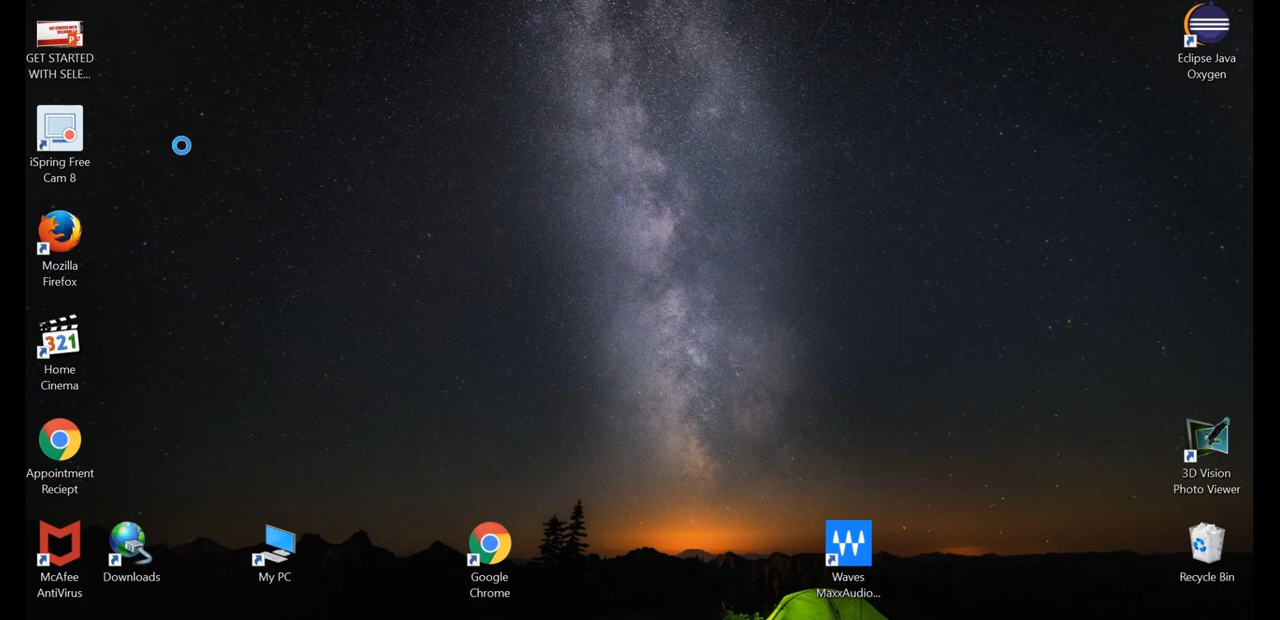 GET STARTED
WITH SELE...
iSpring Free
Cam 8
Mozilla
Firefox
321
Home
Cinema
Appointment
Reciept
McAfee
AntiVirus
Downloads
My PC
Google
Chrome
Waves
MaxxAudio...
Eclipse Java
Oxygen
3D Vision
Photo Viewer
Recycle Bin